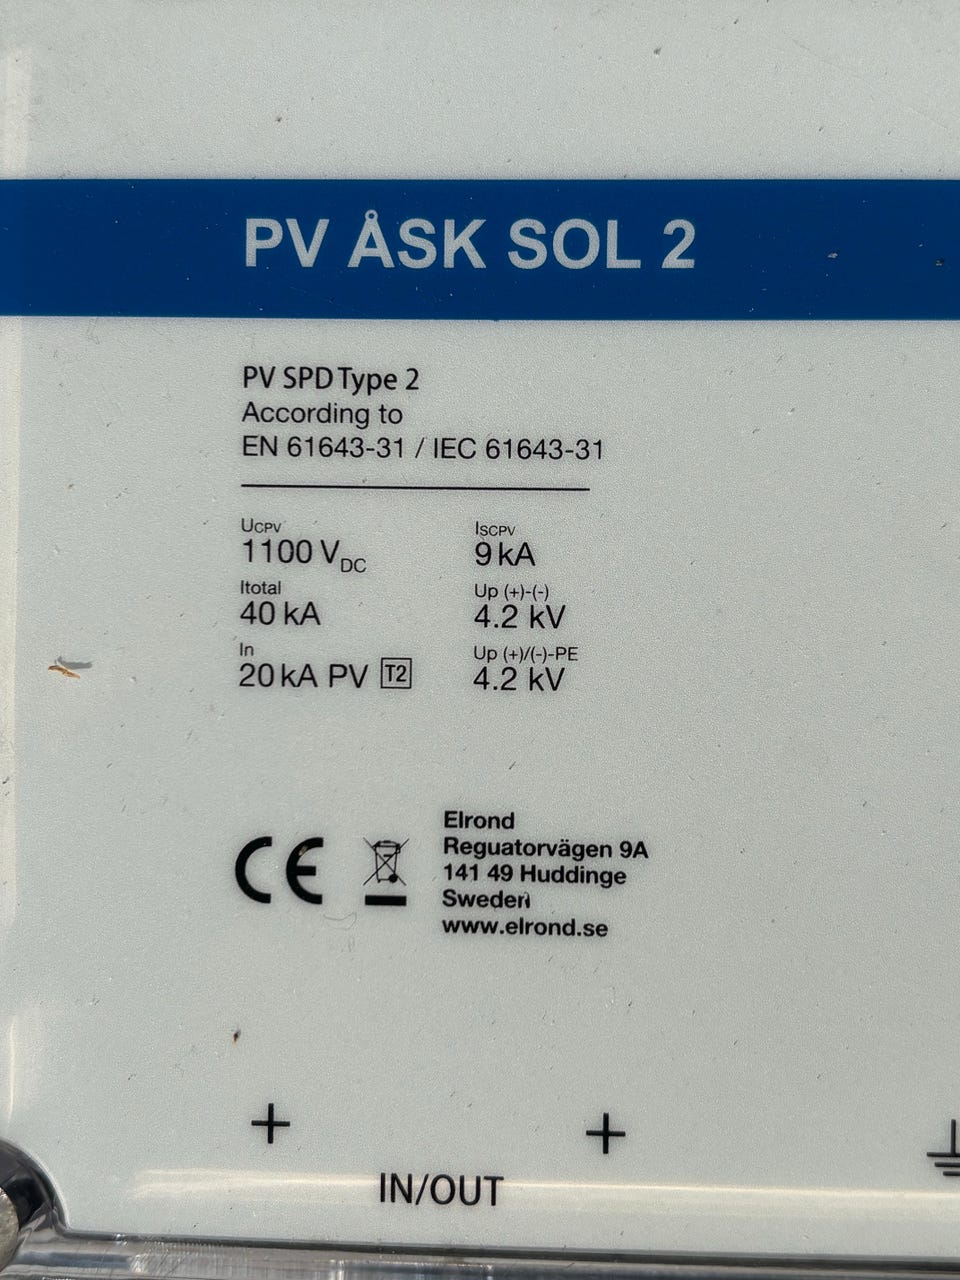 PV ÅSK SOL 2
PV SPD Type 2
According to
EN 61643-31 / IEC 61643-31
UCPV
1100 VDC
Itotal
40 kA
In
20 kA PV T2
ISCPV
9 kA
Up (+)-(-)
4.2 kV
Up (+)/(-)-PE
4.2 kV
CE
Elrond
Reguatorvägen 9A
141 49 Huddinge
Sweden
www.elrond.se
+ +
IN/OUT